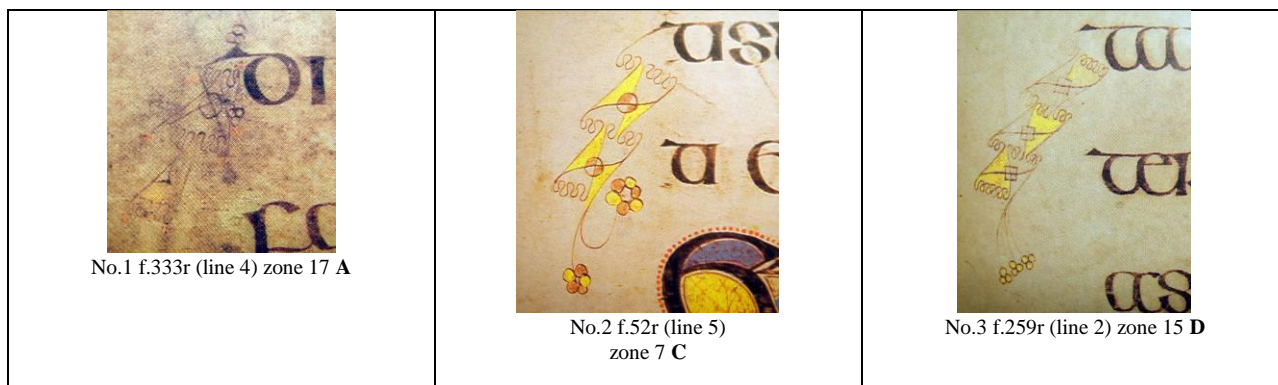 No.1 f.333r (line 4) zone 17 A
No.2 f.52r (line 5)
zone 7 C
No.3 f.259r (line 2) zone 15 D